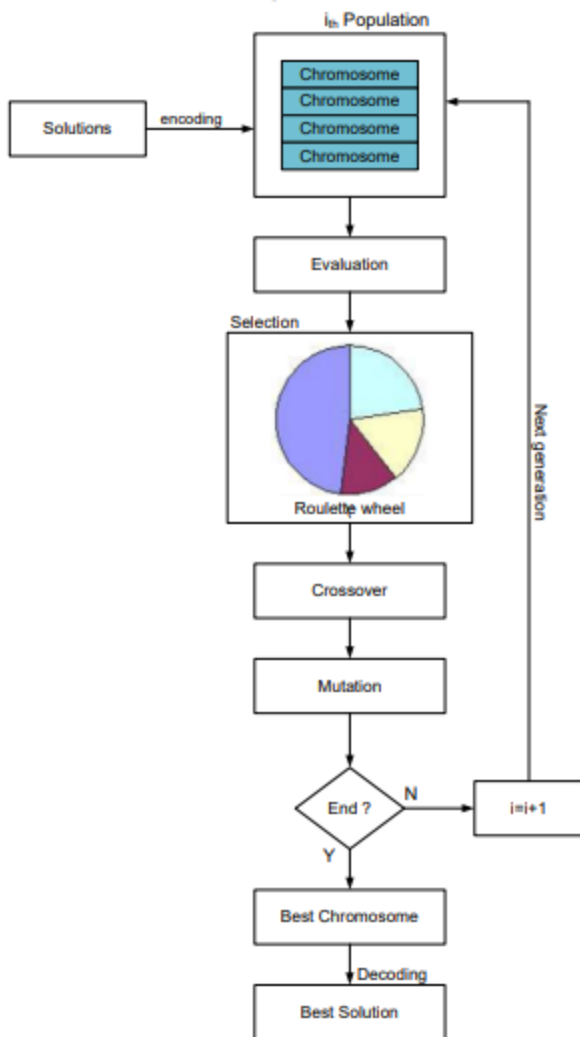 iₜₕ Population
Chromosome
Chromosome
Chromosome
Chromosome
Solutions
encoding
Evaluation
Selection
Roulette wheel
Next generation
Crossover
Mutation
End ?
N
i=i+1
Y
Best Chromosome
Decoding
Best Solution